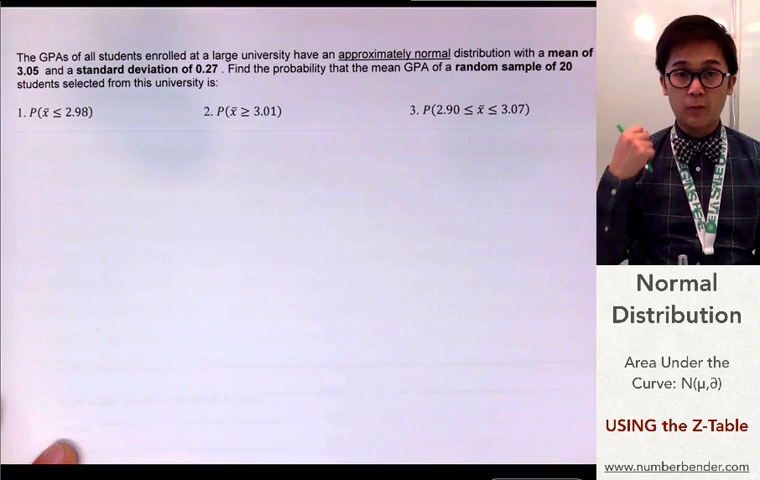 The GPAs of all students enrolled at a large university have an approximately normal distribution with a mean of
3.05 and a standard deviation of 0.27 . Find the probability that the mean GPA of a random sample of 20
students selected from this university is:
1. P(x̄ ≤ 2.98)
2. P(x̄ ≥ 3.01)
3. P(2.90 ≤ x̄ ≤ 3.07)
Normal
Distribution
Area Under the
Curve: N(μ,∂)
USING the Z-Table
www.numberbender.com